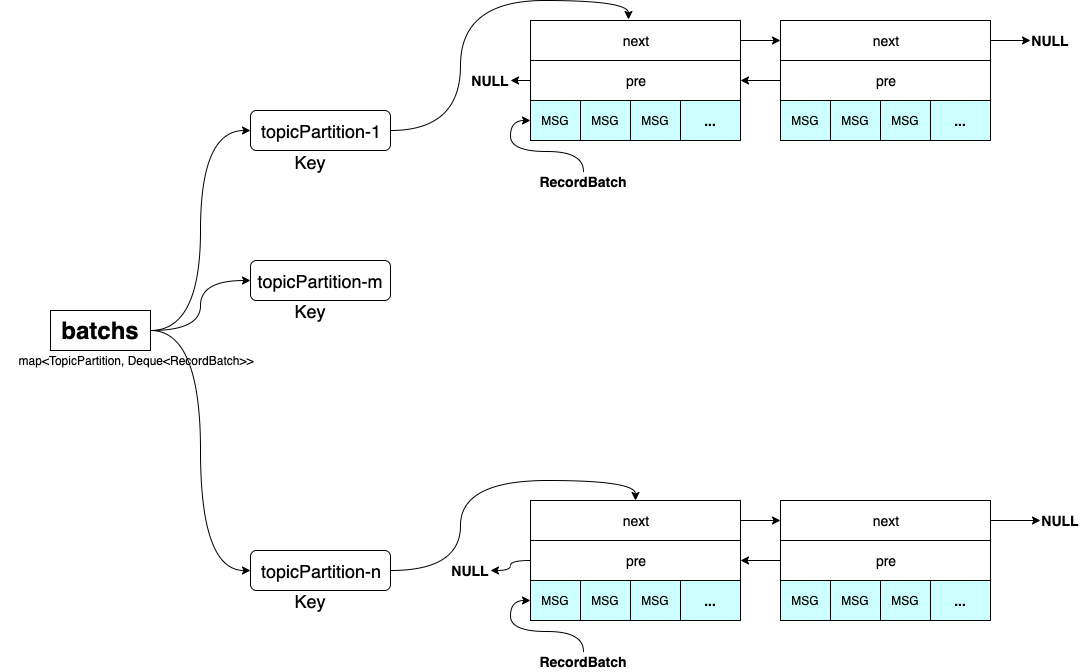 next
next
NULL
NULL
pre
pre
topicPartition-1
MSG
MSG
MSG
...
MSG
MSG
MSG
...
Key
RecordBatch
topicPartition-m
Key
batchs
map<TopicPartition, Deque<RecordBatch>>
next
next
NULL
topicPartition-n
NULL
pre
pre
Key
MSG
MSG
MSG
...
MSG
MSG
MSG
...
RecordBatch